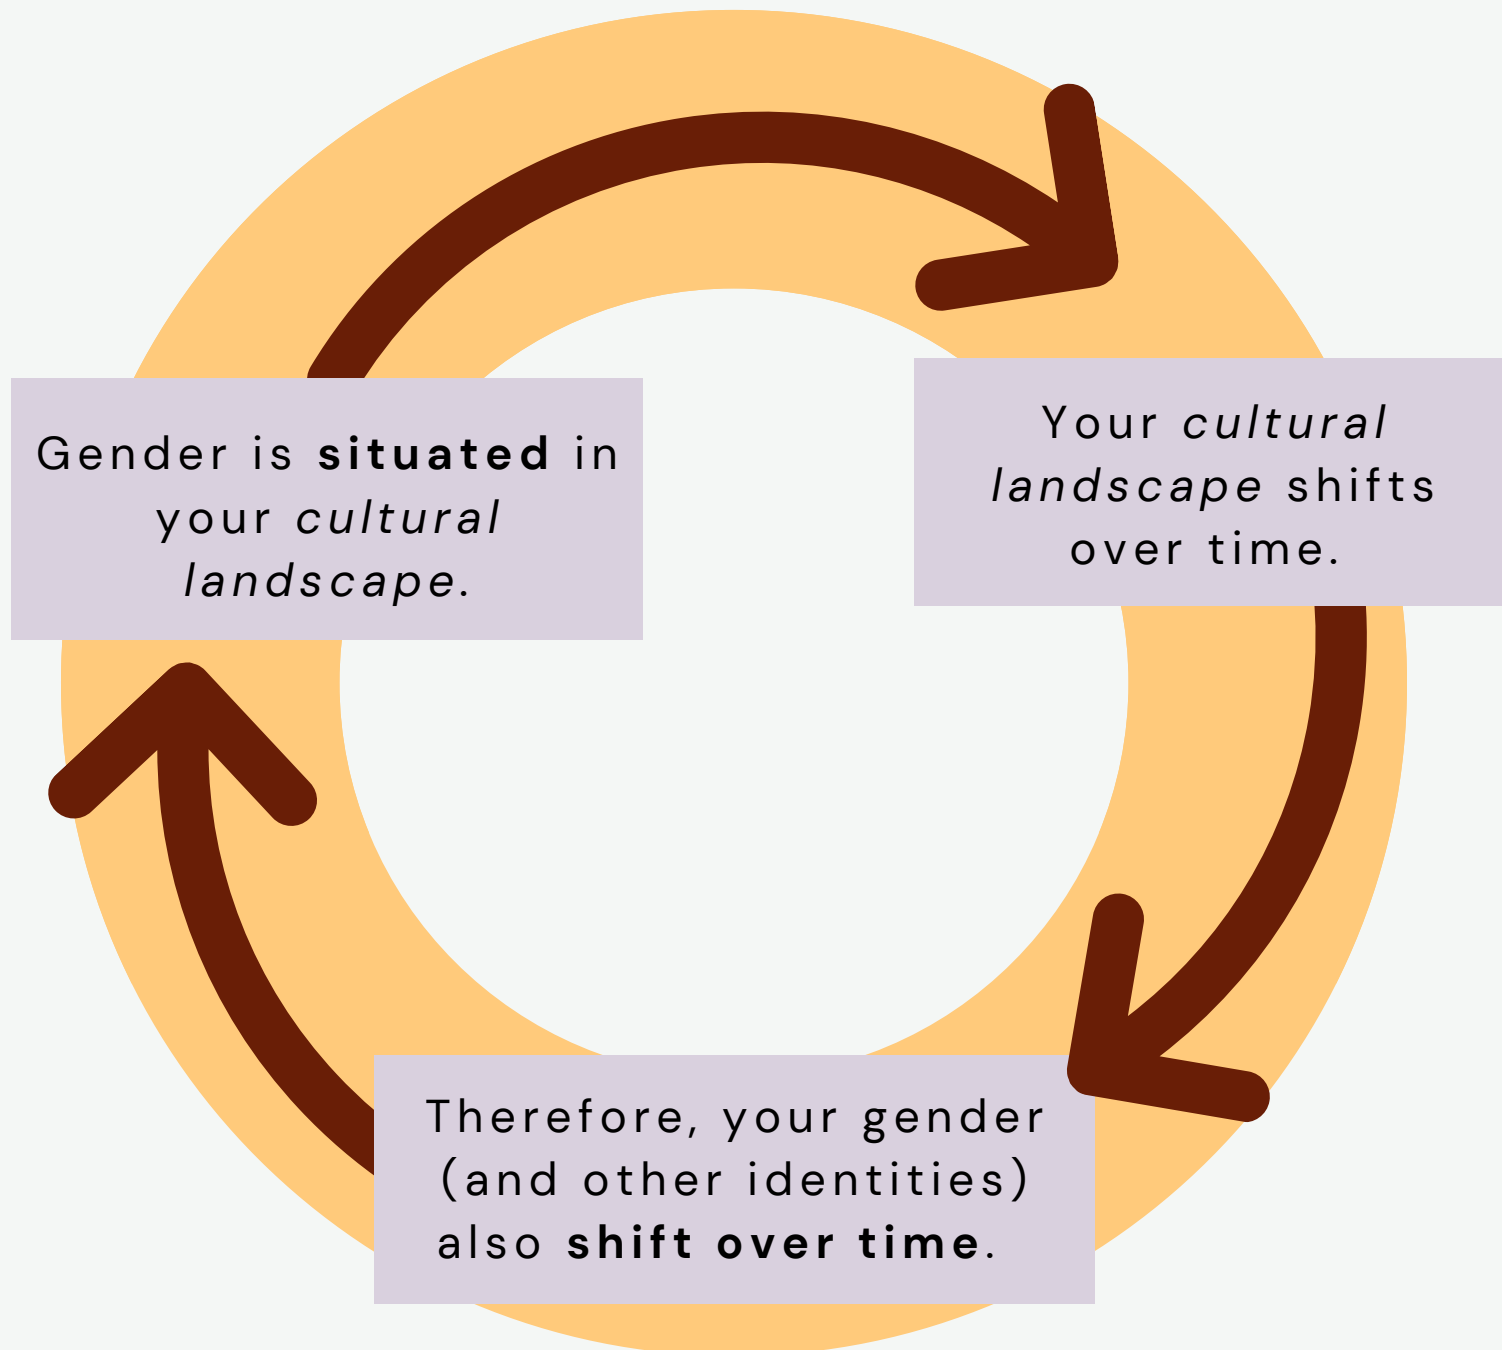 Gender is situated in
your cultural
landscape.
Your cultural
landscape shifts
over time.
Therefore, your gender
(and other identities)
also shift over time.